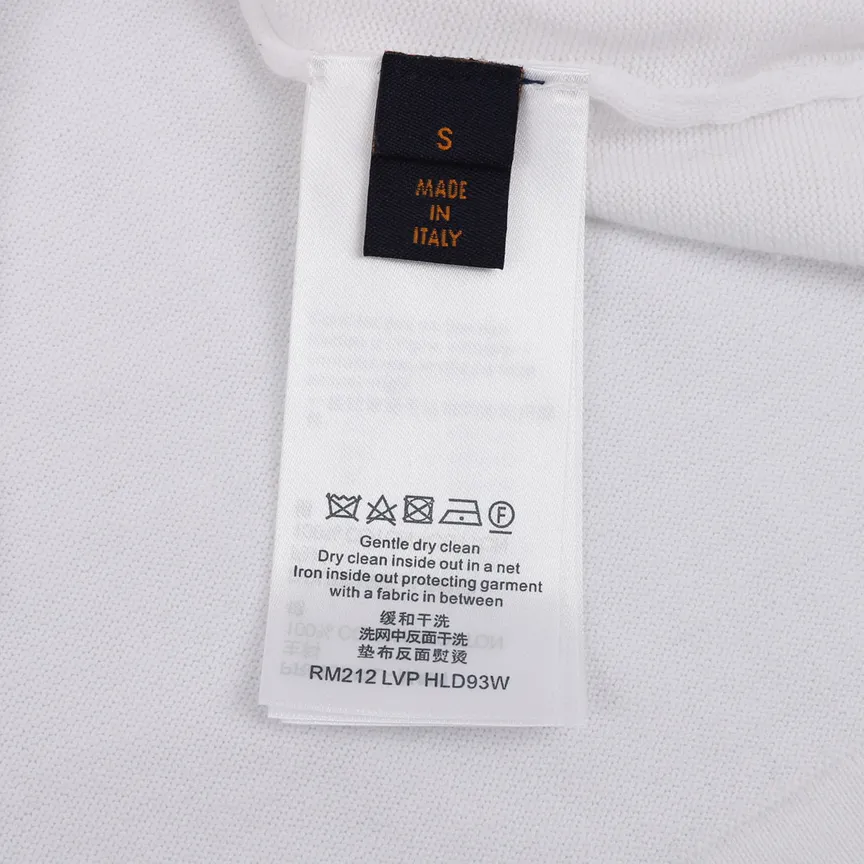 S
MADE
IN
ITALY
F
Gentle dry clean
Dry clean inside out in a net
Iron inside out protecting garment
with a fabric in between
缓和干洗
洗网中反面干洗
垫布反面熨烫
RM212 LVP HLD93W